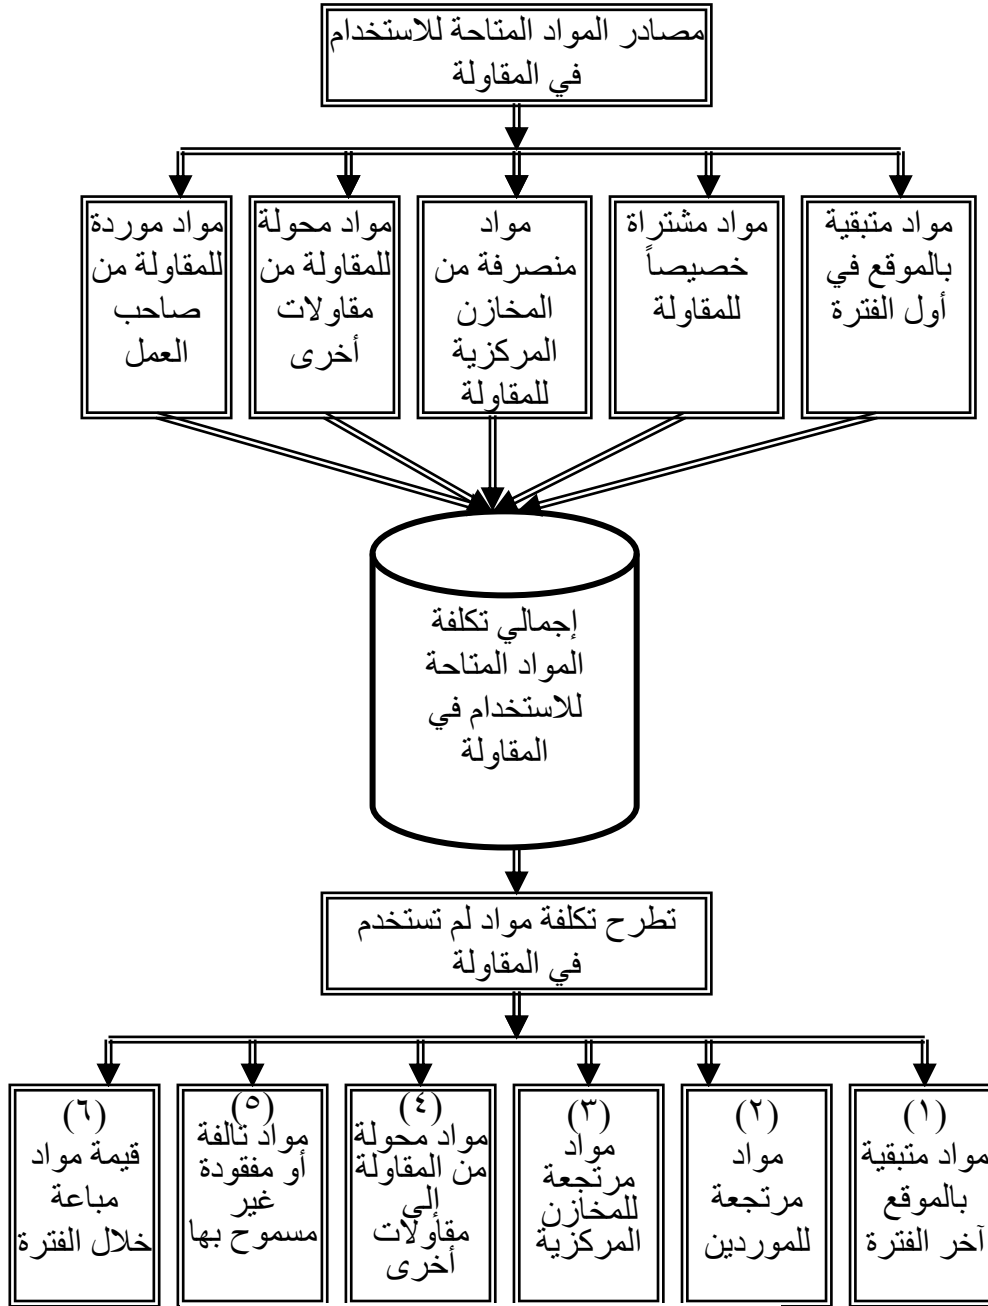 مصادر المواد المتاحة للاستخدام
في المقاولة
مواد متبقية
بالموقع في
أول الفترة
مواد مشتراة
خصيصاً
للمقاولة
مواد
منصرفة من
المخازن
المركزية
للمقاولة
مواد محولة
للمقاولة من
مقاولات
أخرى
مواد موردة
للمقاولة من
صاحب
العمل
إجمالي تكلفة
المواد المتاحة
للاستخدام في
المقاولة
تطرح تكلفة مواد لم تستخدم
في المقاولة
(١)
مواد متبقية
بالموقع
آخر الفترة
(٢)
مواد
مرتجعة
للموردين
(٣)
مواد
مرتجعة
للمخازن
المركزية
(٤)
مواد محولة
من المقاولة
إلى
مقاولات
أخرى
(٥)
مواد تالفة
أو مفقودة
غير
مسموح بها
(٦)
قيمة مواد
مباعة
خلال الفترة